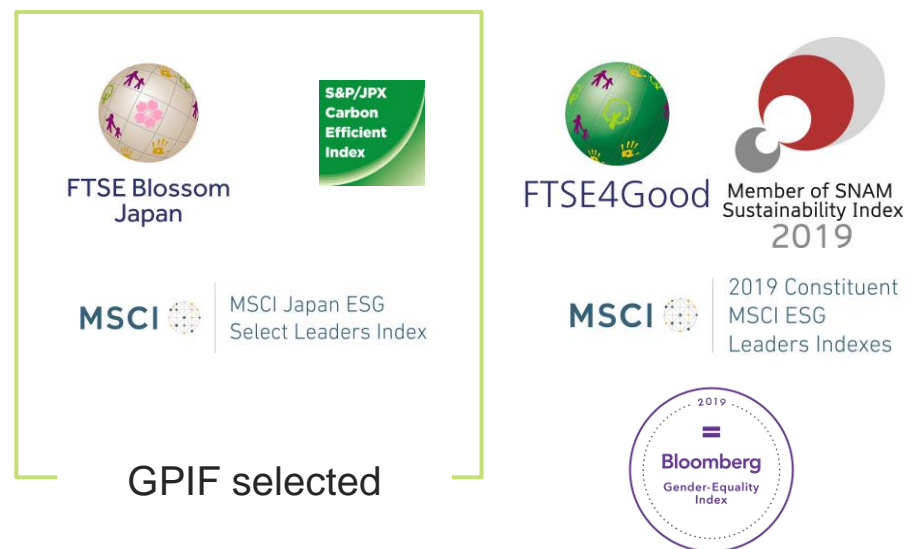 FTSE Blossom
Japan
S&P/JPX
Carbon
Efficient
Index
MSCI
MSCI Japan ESG
Select Leaders Index
GPIF selected
FTSE4Good
Member of SNAM
Sustainability Index
2019
MSCI
2019 Constituent
MSCI ESG
Leaders Indexes
2019
=
Bloomberg
Gender-Equality
Index